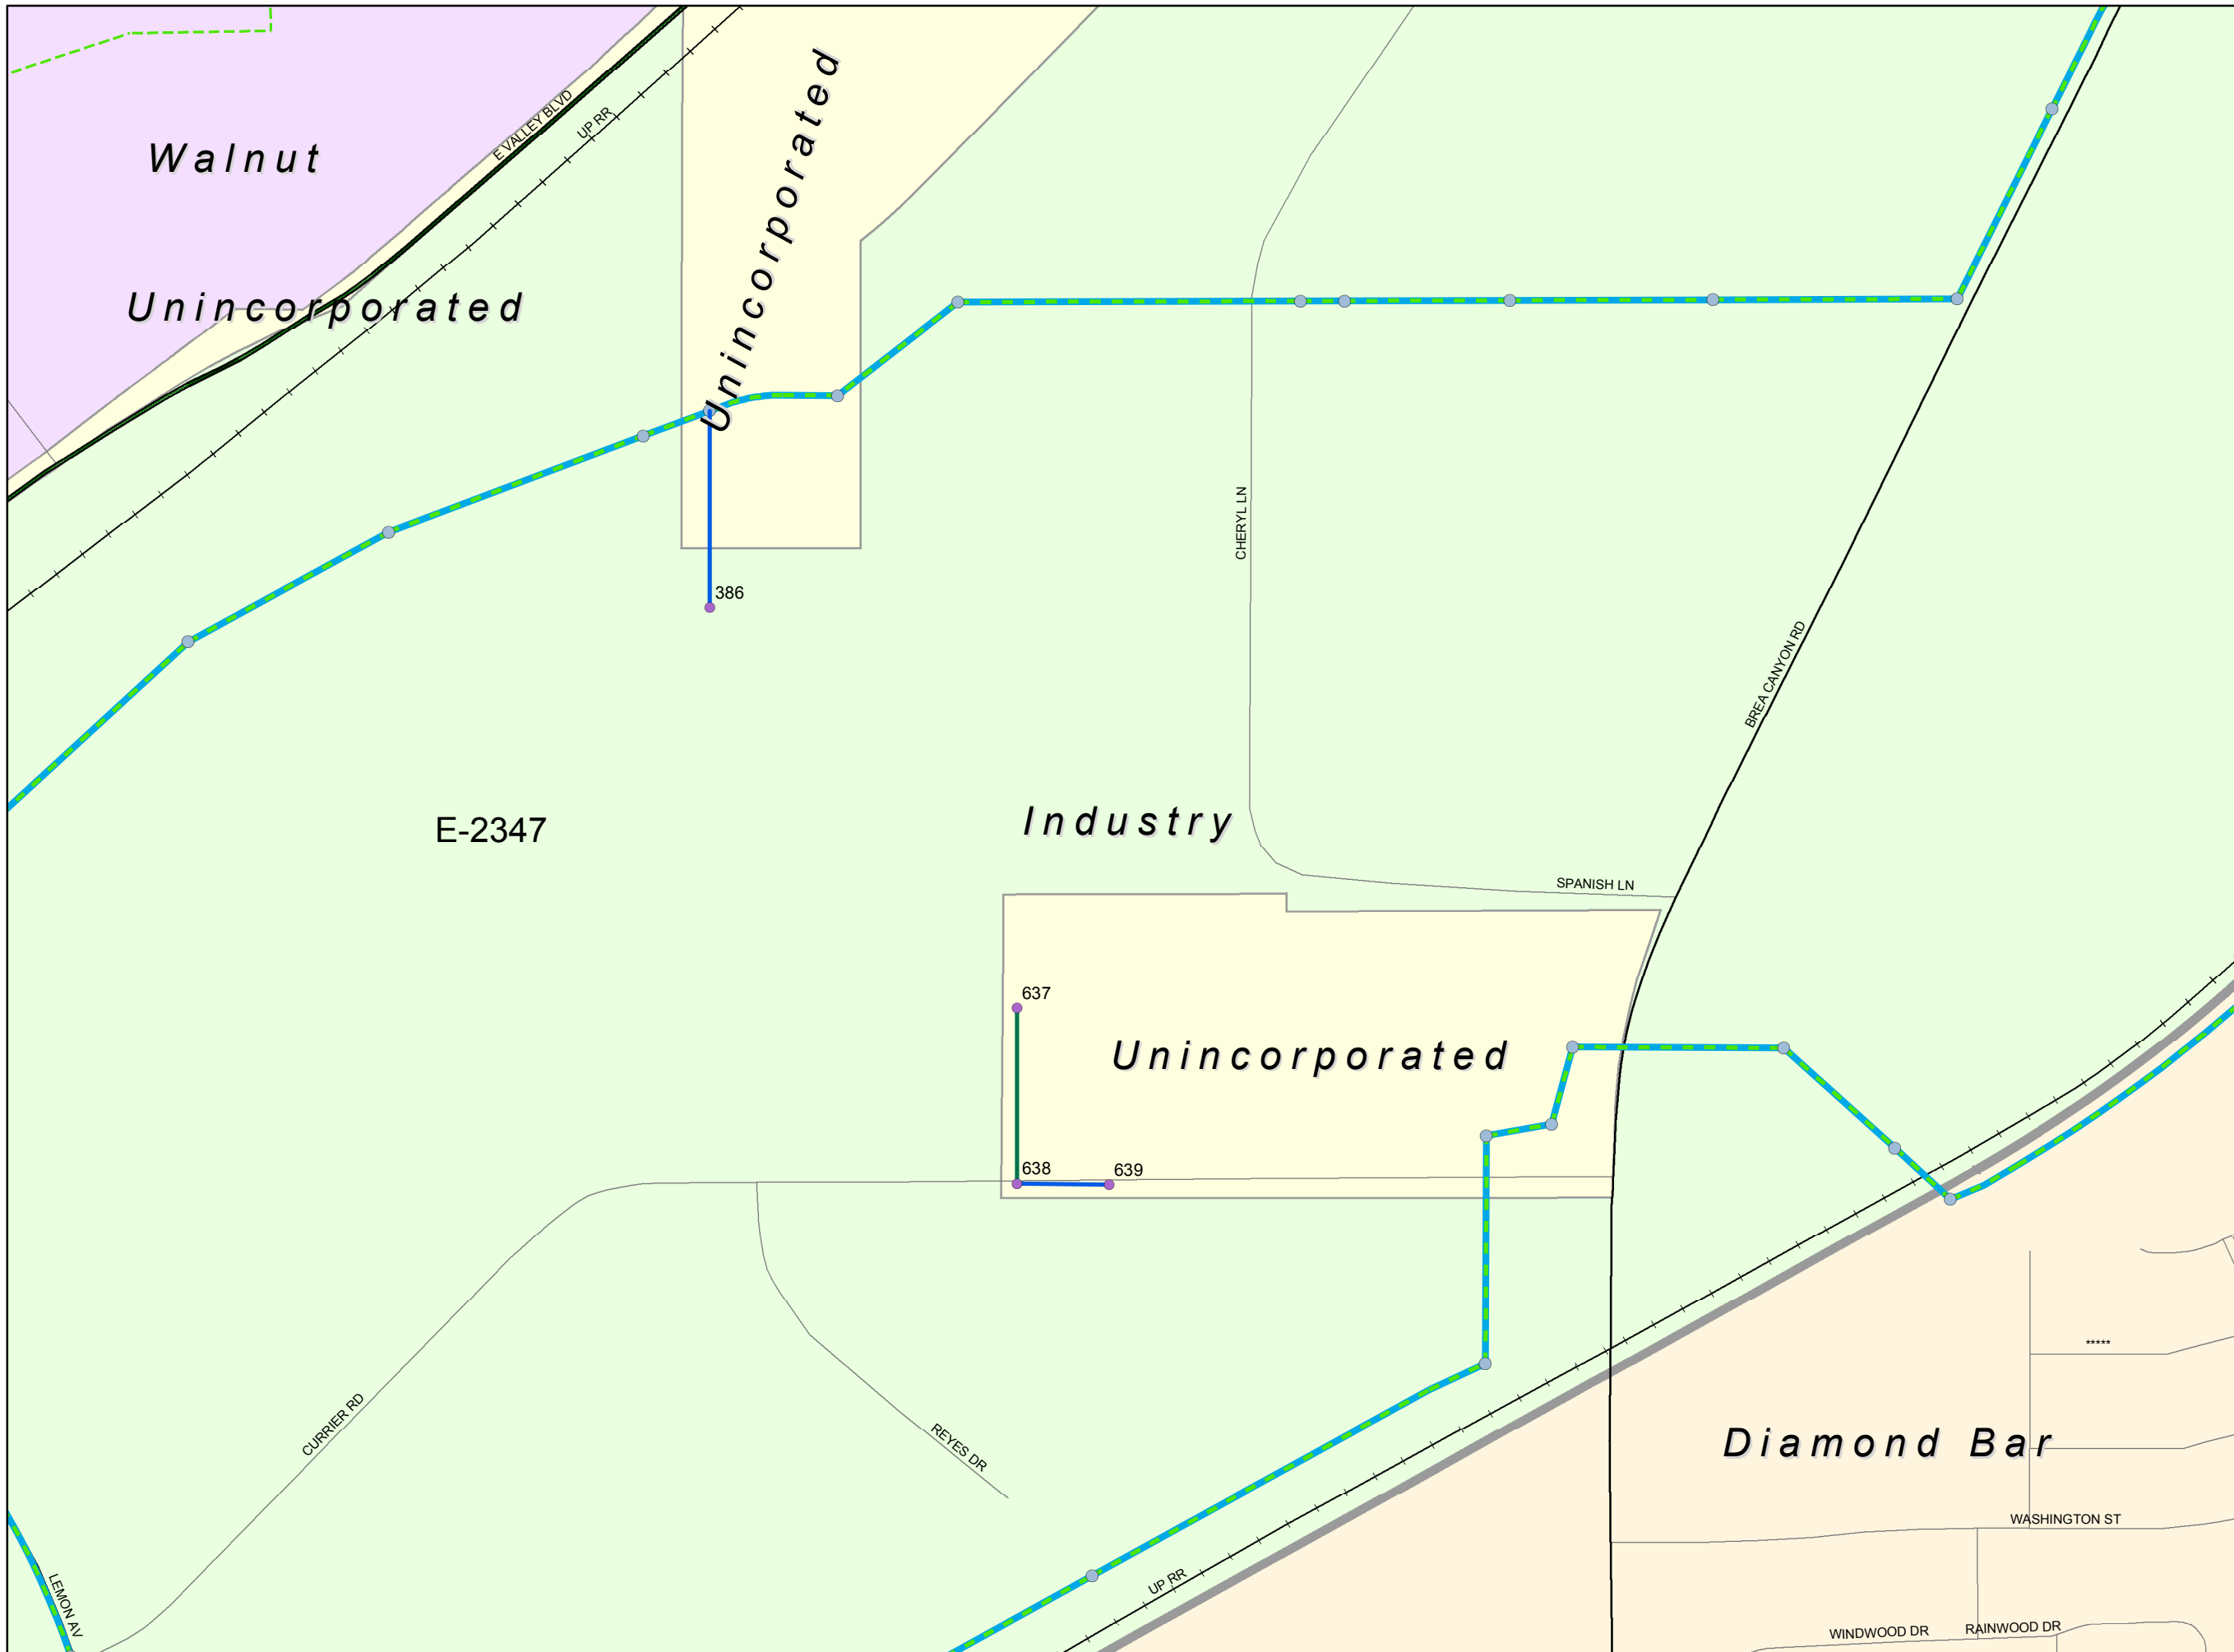 Walnut
E VALLEY BLVD
UP RR
Unincorporated
Unincorporated
CHERYL LN
386
BREA CANYON RD
E-2347
Industry
SPANISH LN
637
Unincorporated
638
639
CURRIER RD
REYES DR
*****
Diamond Bar
WASHINGTON ST
LEMON AV
UP RR
WINDWOOD DR
RAINWOOD DR